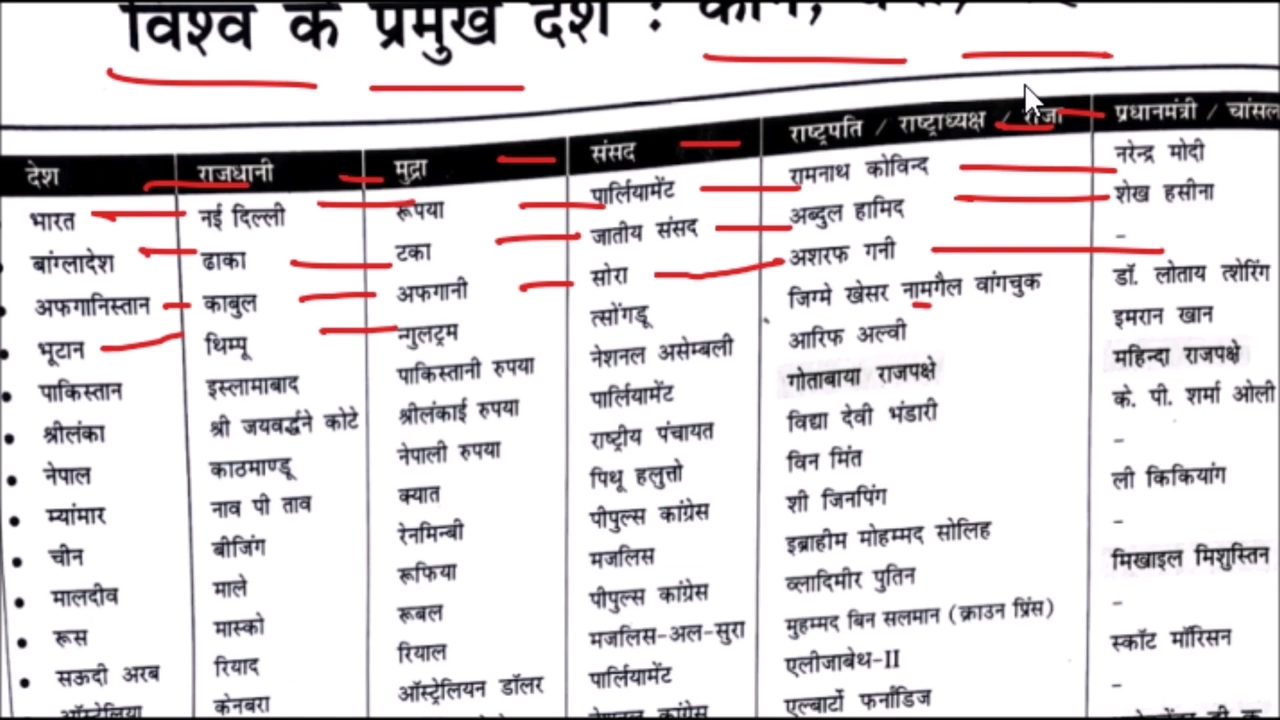 विश्व के प्रमुख देश :
देश राजधानी मुद्रा संसद राष्ट्रपति / राष्ट्राध्यक्ष / राजा प्रधानमंत्री /
भारत नई दिल्ली रूपया पार्लियामेंट रामनाथ कोविन्द नरेन्द्र मोदी
बांग्लादेश ढाका टका जातीय संसद अब्दुल हामिद शेख हसीना
अफगानिस्तान काबुल अफगानी सोरा अशरफ गनी –
भूटान थिम्पू न्गुलट्रम त्सोंगडू जिग्मे खेसर नामगैल वांगचुक डॉ. लोताय त्शेरिंग
पाकिस्तान इस्लामाबाद पाकिस्तानी रुपया नेशनल असेम्बली आरिफ अल्वी इमरान खान
श्रीलंका श्री जयवर्द्धने कोटे श्रीलंकाई रुपया पार्लियामेंट गोताबाया राजपक्षे महिन्दा राजपक्षे
नेपाल काठमाण्डू नेपाली रुपया राष्ट्रीय पंचायत विद्या देवी भंडारी के. पी. शर्मा ओली
म्यांमार नाव पी ताव क्यात पिथू हलुत्तो विन मिंत –
चीन बीजिंग रेनमिन्बी पीपुल्स कांग्रेस शी जिनपिंग ली किकियांग
मालदीव माले रूफिया मजलिस इब्राहीम मोहम्मद सोलिह –
रूस मास्को रूबल पीपुल्स कांग्रेस व्लादिमीर पुतिन मिखाइल मिशुस्तिन
सऊदी अरब रियाद रियाल मजलिस-अल-सुरा मुहम्मद बिन सलमान (क्राउन प्रिंस) –
ऑस्ट्रेलिया केनबरा ऑस्ट्रेलियन डॉलर पार्लियामेंट एलीजाबेथ-II स्कॉट मॉरिसन
नेशनल कांग्रेस एल्बार्टो फर्नांडिज –